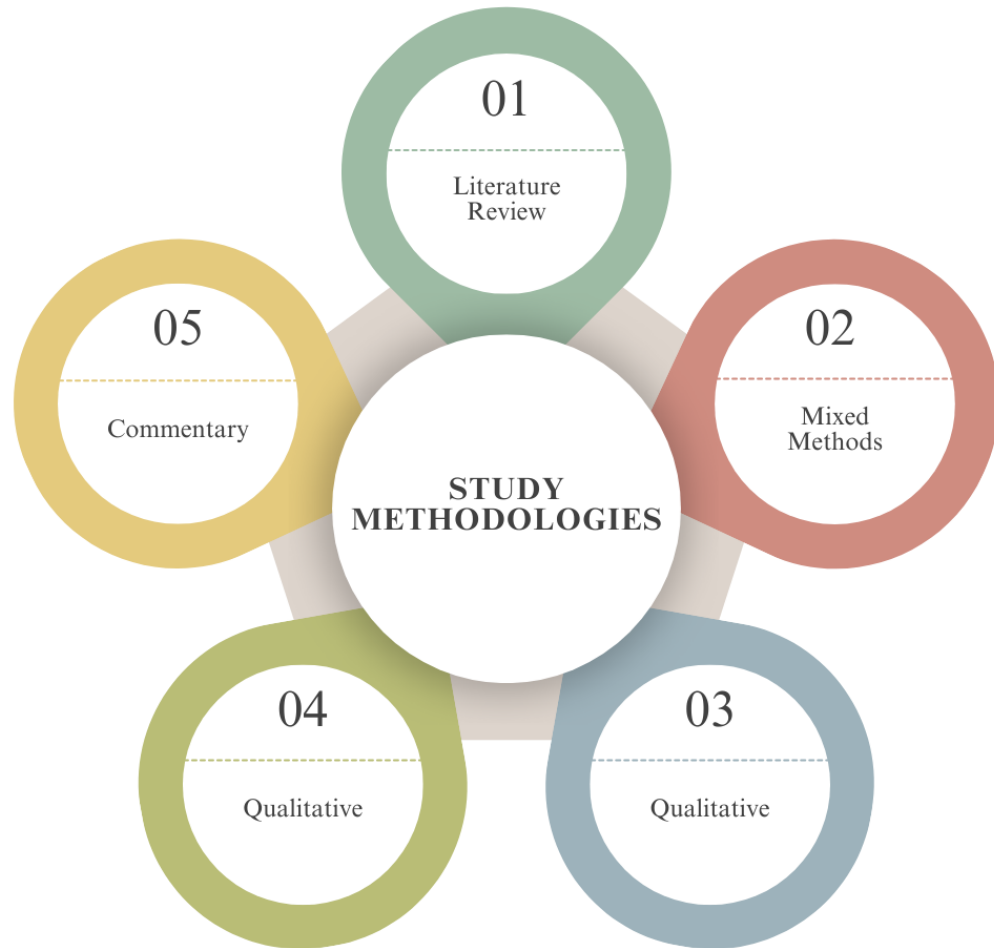 01
Literature
Review
02
Mixed
Methods
03
Qualitative
04
Qualitative
05
Commentary
STUDY
METHODOLOGIES